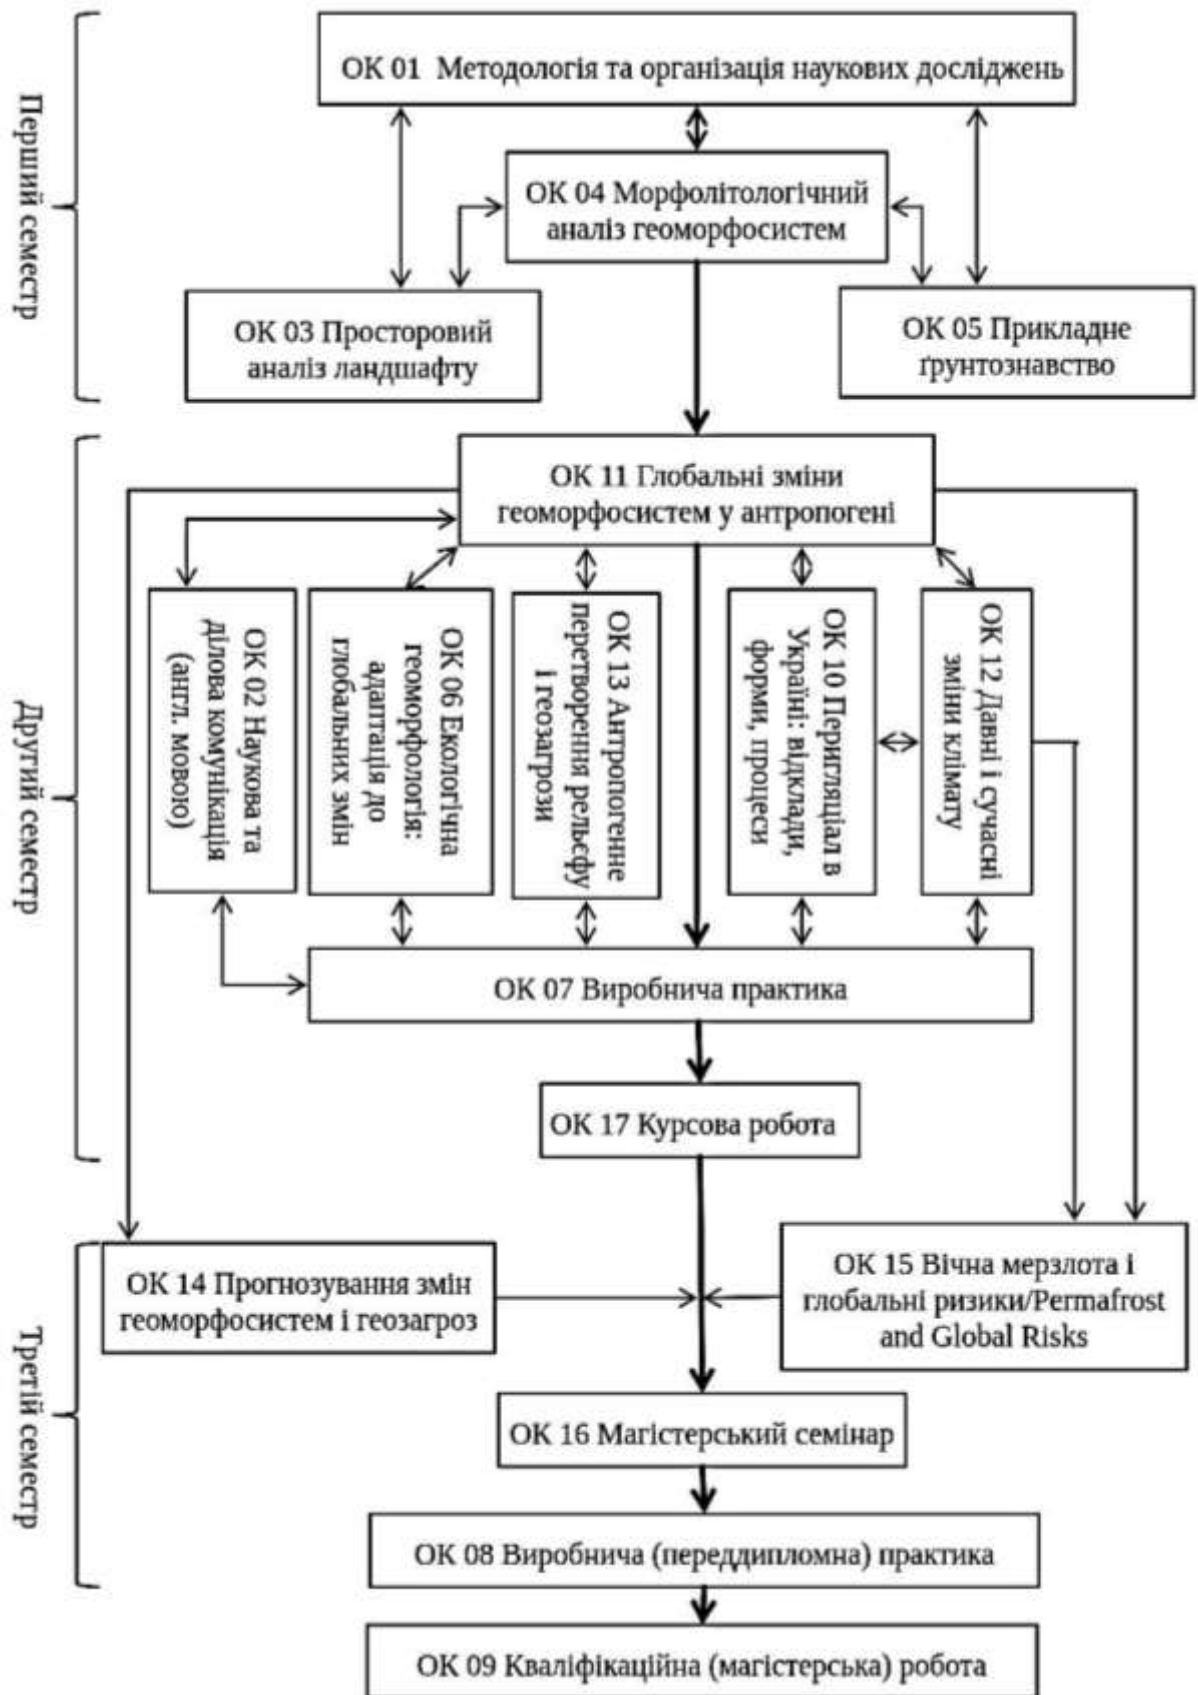 Перший семестр
ОК 01 Методологія та організація наукових досліджень
ОК 04 Морфолітологічний
аналіз геоморфосистем
ОК 03 Просторовий
аналіз ландшафту
ОК 05 Прикладне
ґрунтознавство
Другий семестр
ОК 11 Глобальні зміни
геоморфосистем у антропогені
ОК 02 Наукова та
ділова комунікація
(англ. мовою)
ОК 06 Екологічна
геоморфологія:
адаптація до
глобальних змін
ОК 13 Антропогенне
перетворення рельєфу
і геозагрози
ОК 10 Перигляціал в
Україні: відклади,
форми, процеси
ОК 12 Давні і сучасні
зміни клімату
ОК 07 Виробнича практика
ОК 17 Курсова робота
Третій семестр
ОК 14 Прогнозування змін
геоморфосистем і геозагроз
ОК 15 Вічна мерзлота і
глобальні ризики/Permafrost
and Global Risks
ОК 16 Магістерський семінар
ОК 08 Виробнича (переддипломна) практика
ОК 09 Кваліфікаційна (магістерська) робота